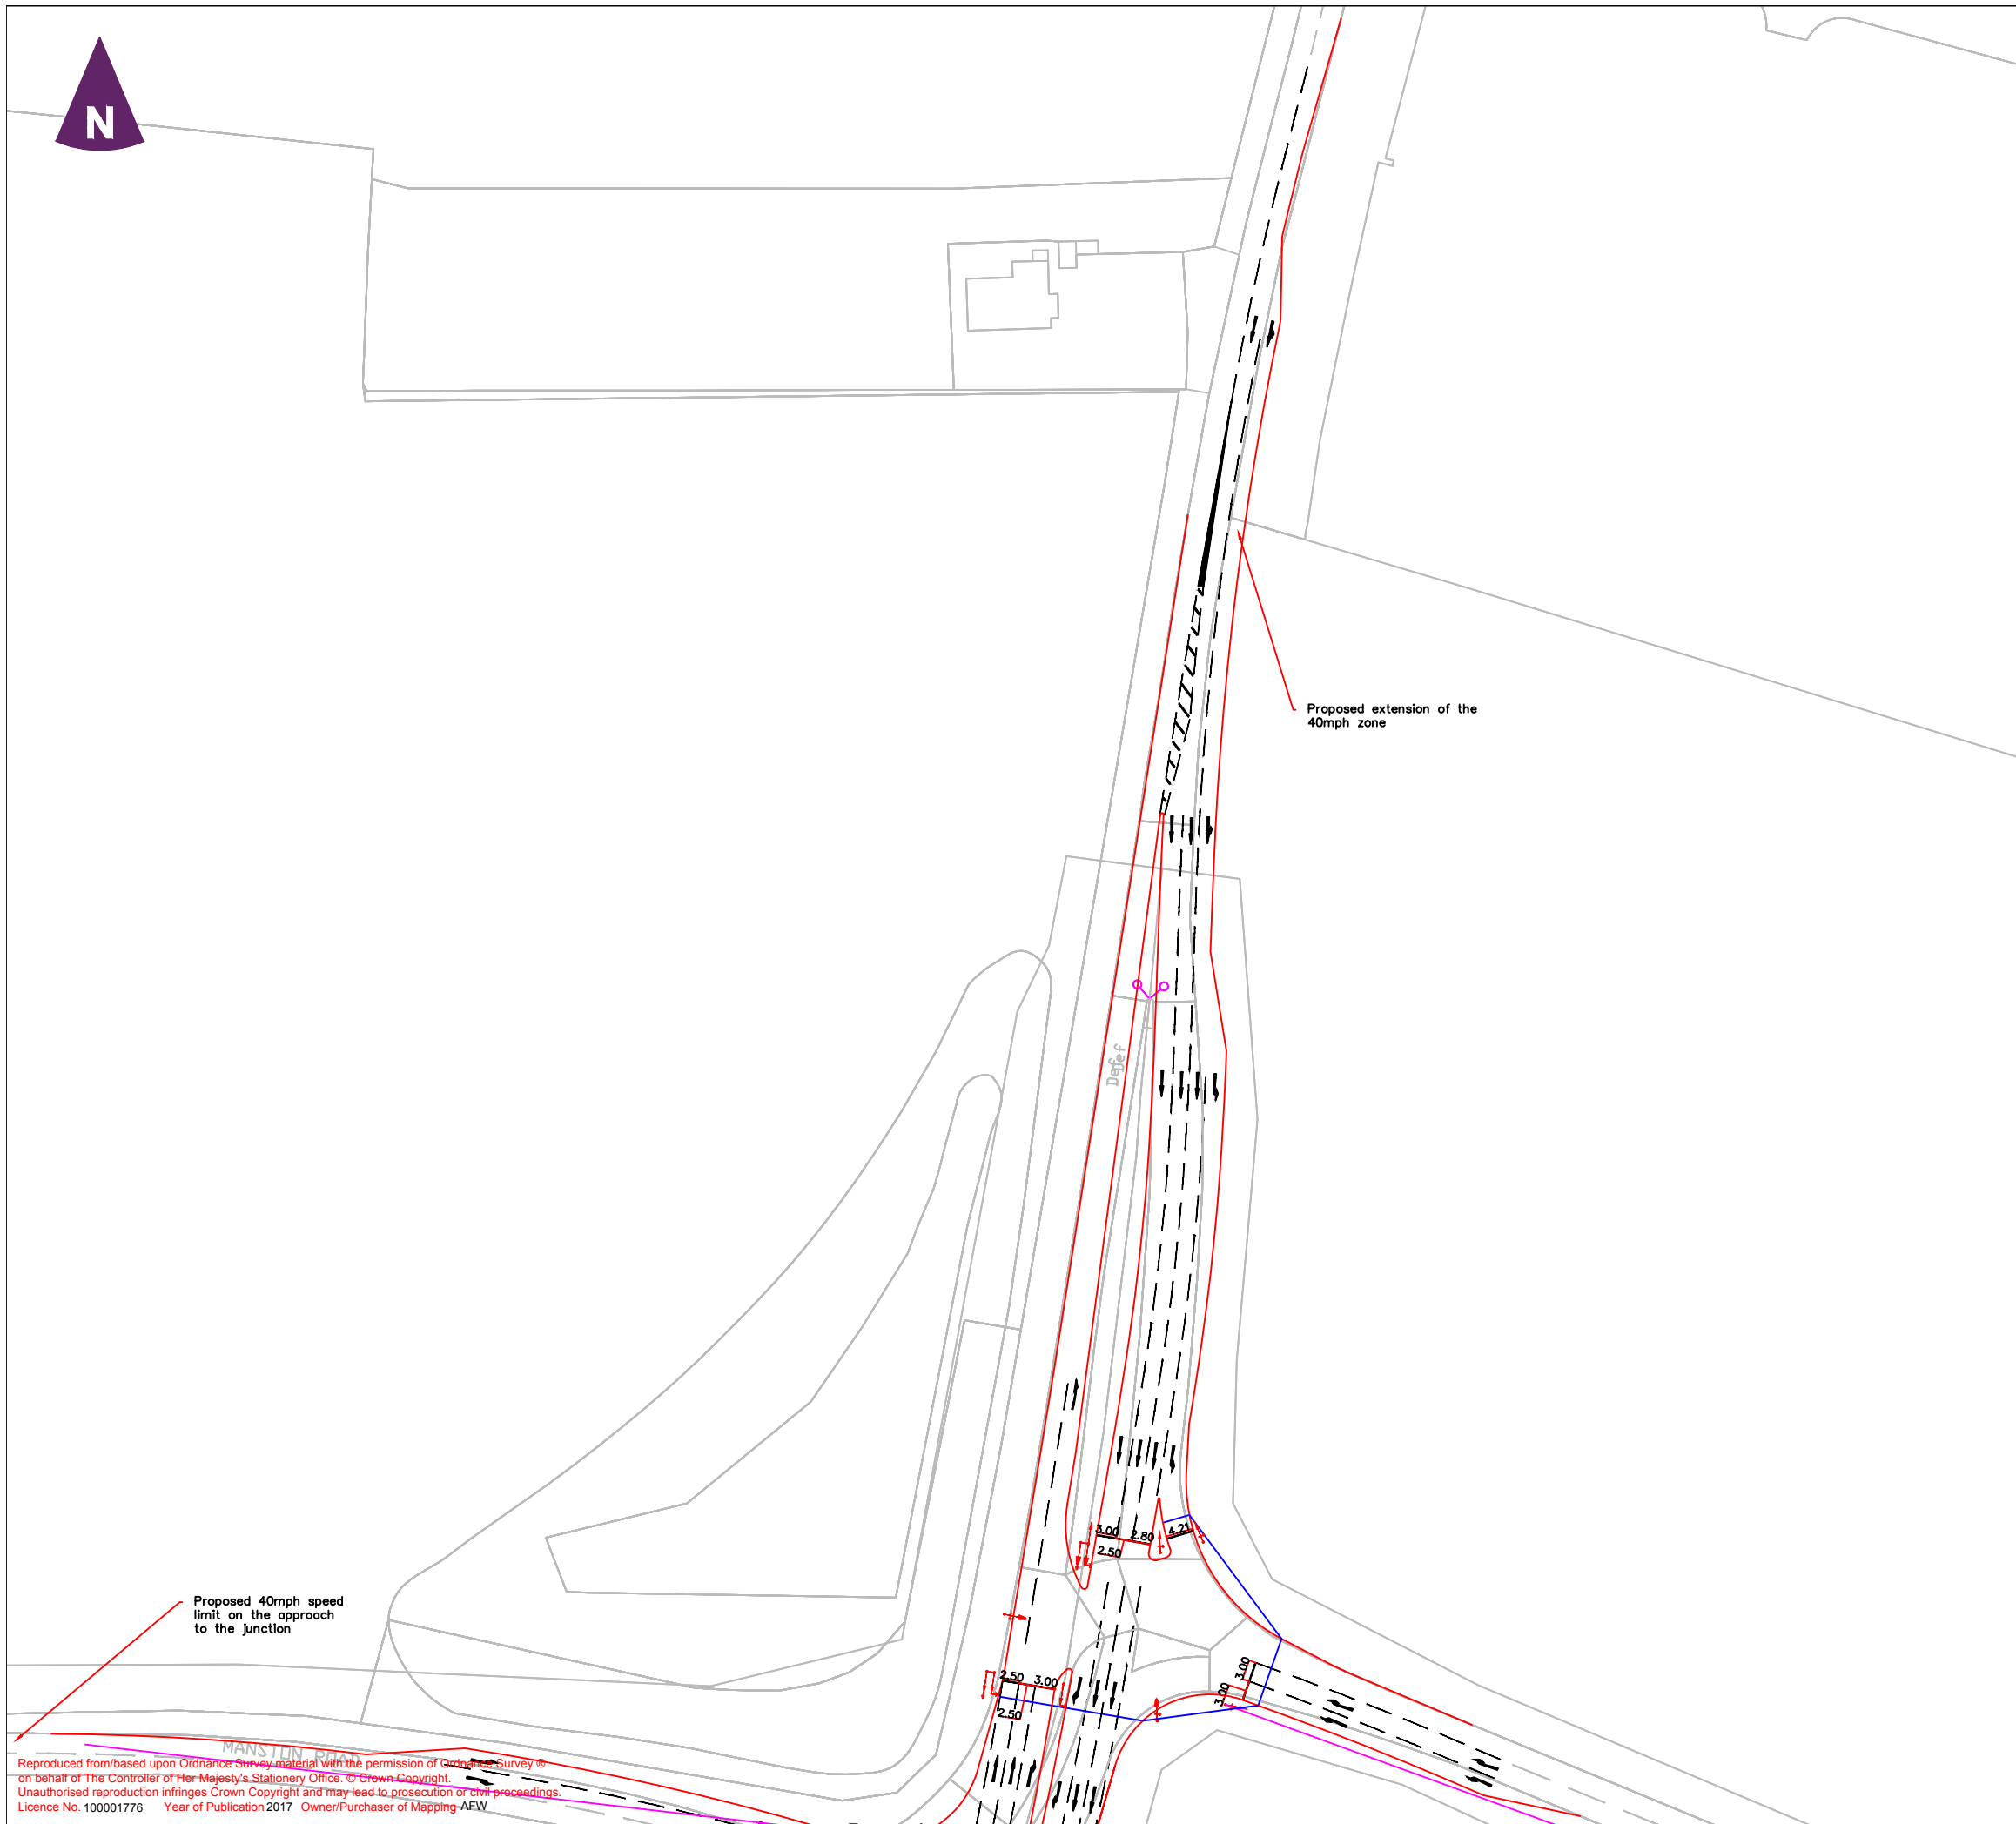 N
Proposed extension of the
40mph zone
3.00
2.80
4.21
2.50
Proposed 40mph speed
limit on the approach
to the junction
2.50
3.00
2.50
3.00
3.00
MANSTON ROAD
Reproduced from/based upon Ordnance Survey material with the permission of Ordnance Survey ®
on behalf of The Controller of Her Majesty's Stationery Office. © Crown Copyright.
Unauthorised reproduction infringes Crown Copyright and may lead to prosecution or civil proceedings.
Licence No. 100001776 Year of Publication 2017 Owner/Purchaser of Mapping AFW